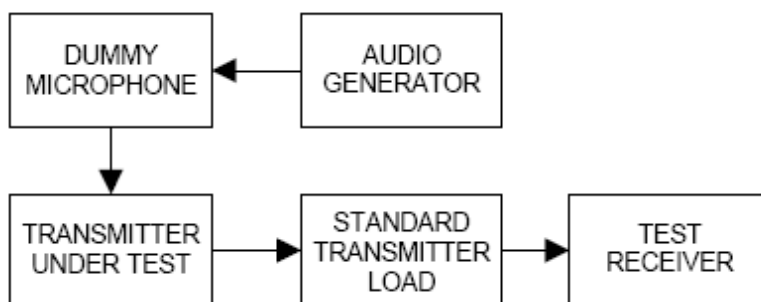 DUMMY
MICROPHONE
AUDIO
GENERATOR
TRANSMITTER
UNDER TEST
STANDARD
TRANSMITTER
LOAD
TEST
RECEIVER